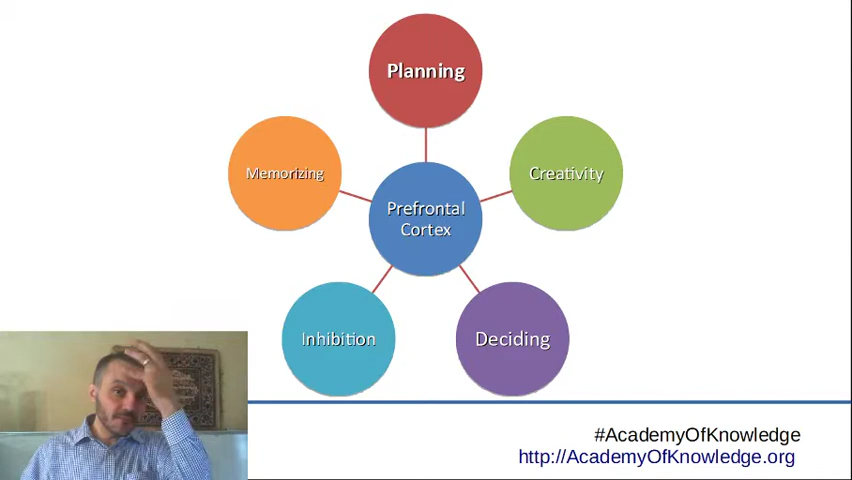 Planning
Memorizing
Creativity
Prefrontal
Cortex
Inhibition
Deciding
#AcademyOfKnowledge
http://AcademyOfKnowledge.org